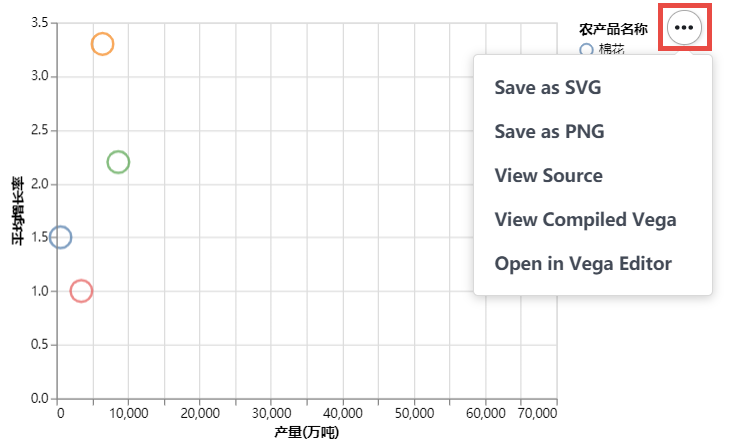 3.5
3.0
2.5
2.0
1.5
1.0
0.5
0.0
平均增长率
0 10,000 20,000 30,000 40,000 50,000 60,000 70,000
产量(万吨)
农产品名称
棉花
Save as SVG
Save as PNG
View Source
View Compiled Vega
Open in Vega Editor